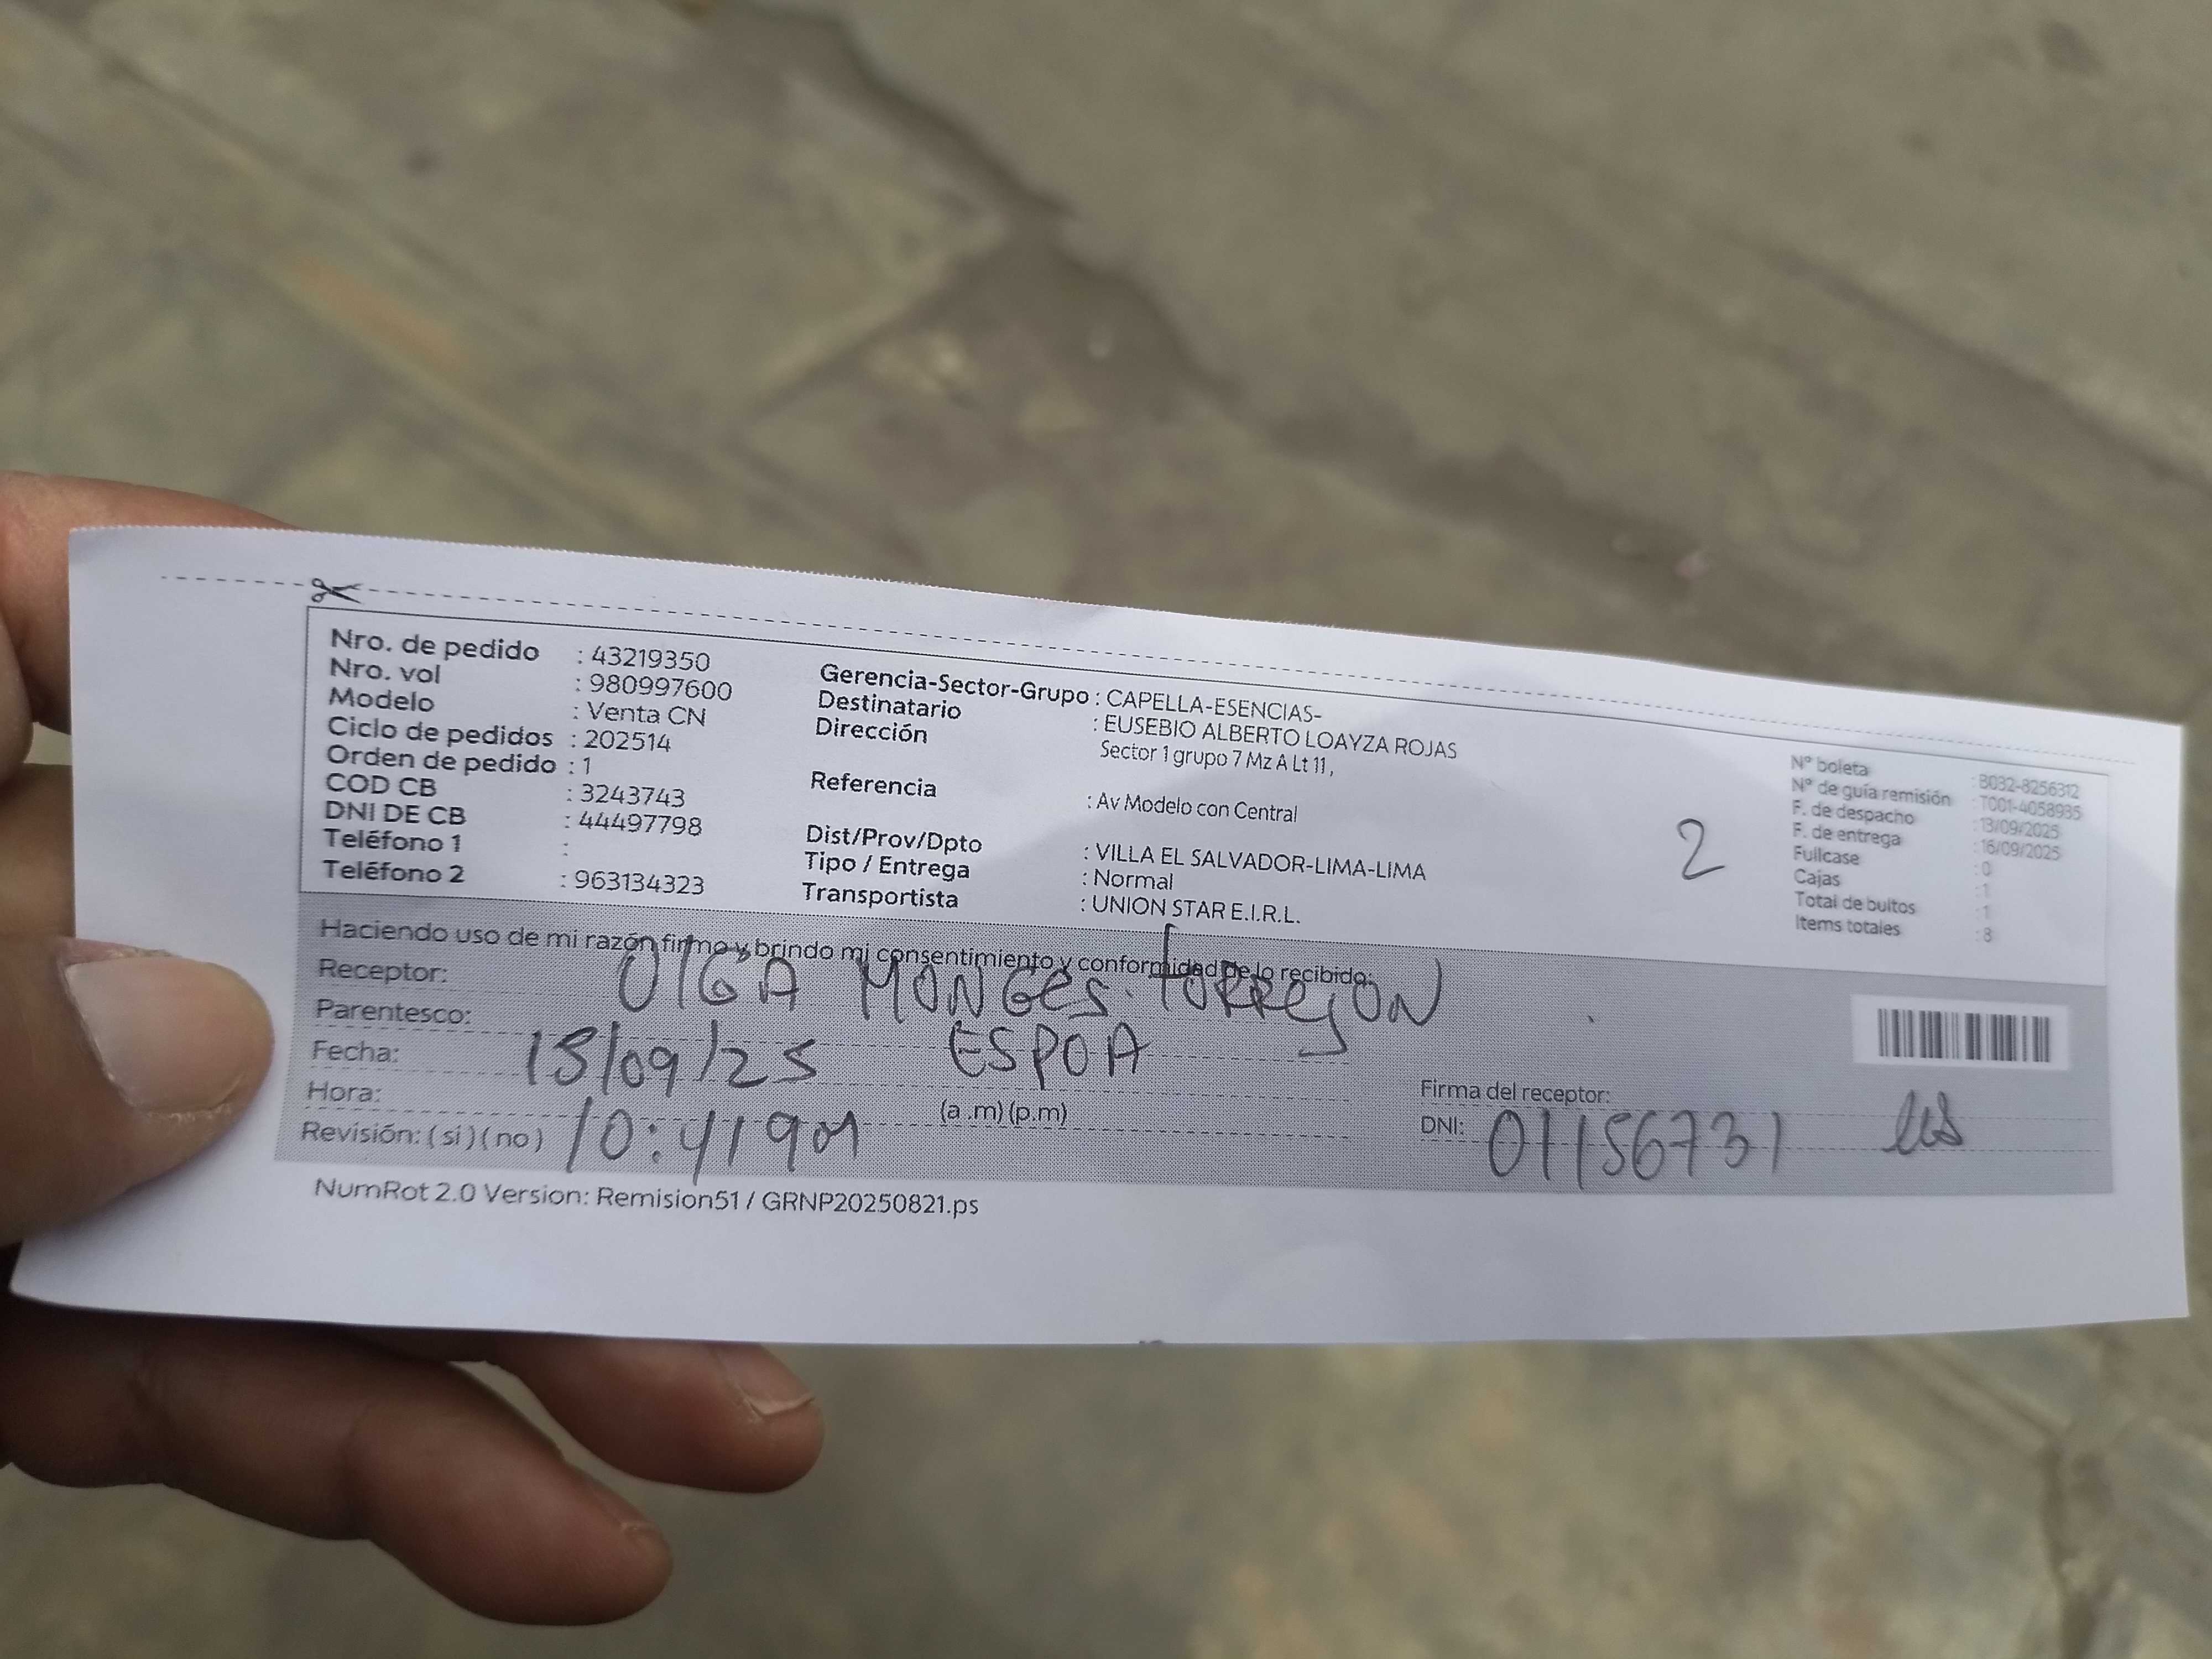 Nro. de pedido : 43219350
Nro. vol : 980997600
Modelo : Venta CN
Ciclo de pedidos : 202514
Orden de pedido : 1
COD CB : 3243743
DNI DE CB : 44497798
Teléfono 1 :
Teléfono 2 : 963134323
Gerencia-Sector-Grupo : CAPELLA-ESENCIAS-
Destinatario : EUSEBIO ALBERTO LOAYZA ROJAS
Dirección Sector 1 grupo 7 Mz A Lt 11,
Referencia : Av Modelo con Central
Dist/Prov/Dpto : VILLA EL SALVADOR-LIMA-LIMA
Tipo / Entrega : Normal
Transportista : UNION STAR E.I.R.L.
2
N° boleta : B032-8256312
N° de guía remisión : T001-4058935
F. de despacho : 13/09/2025
F. de entrega : 16/09/2025
Fullcase : 0
Cajas : 1
Total de bultos : 1
Items totales : 8
Haciendo uso de mi razón firmo y brindo mi consentimiento y conformidad de lo recibido:
Receptor: OlGA MONGES TORREJON
Parentesco: ESPOA
Fecha: 15/09/25
Hora: 10:41 am (a .m) (p.m)
Revisión: ( si ) ( no )
Firma del receptor:
DNI: 01156731
NumRot 2.0 Version: Remision51 / GRNP20250821.ps